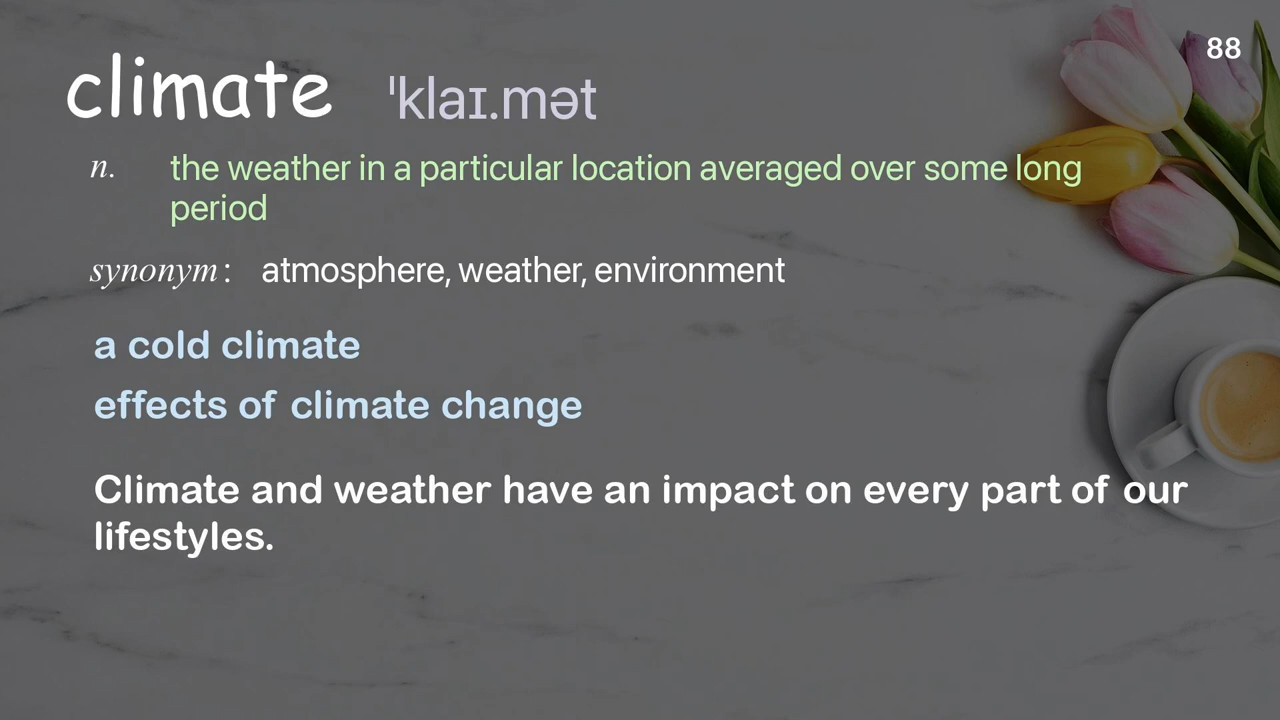 88
climate ˈklaɪ.mət
n. the weather in a particular location averaged over some long
period
synonym: atmosphere, weather, environment
a cold climate
effects of climate change
Climate and weather have an impact on every part of our
lifestyles.